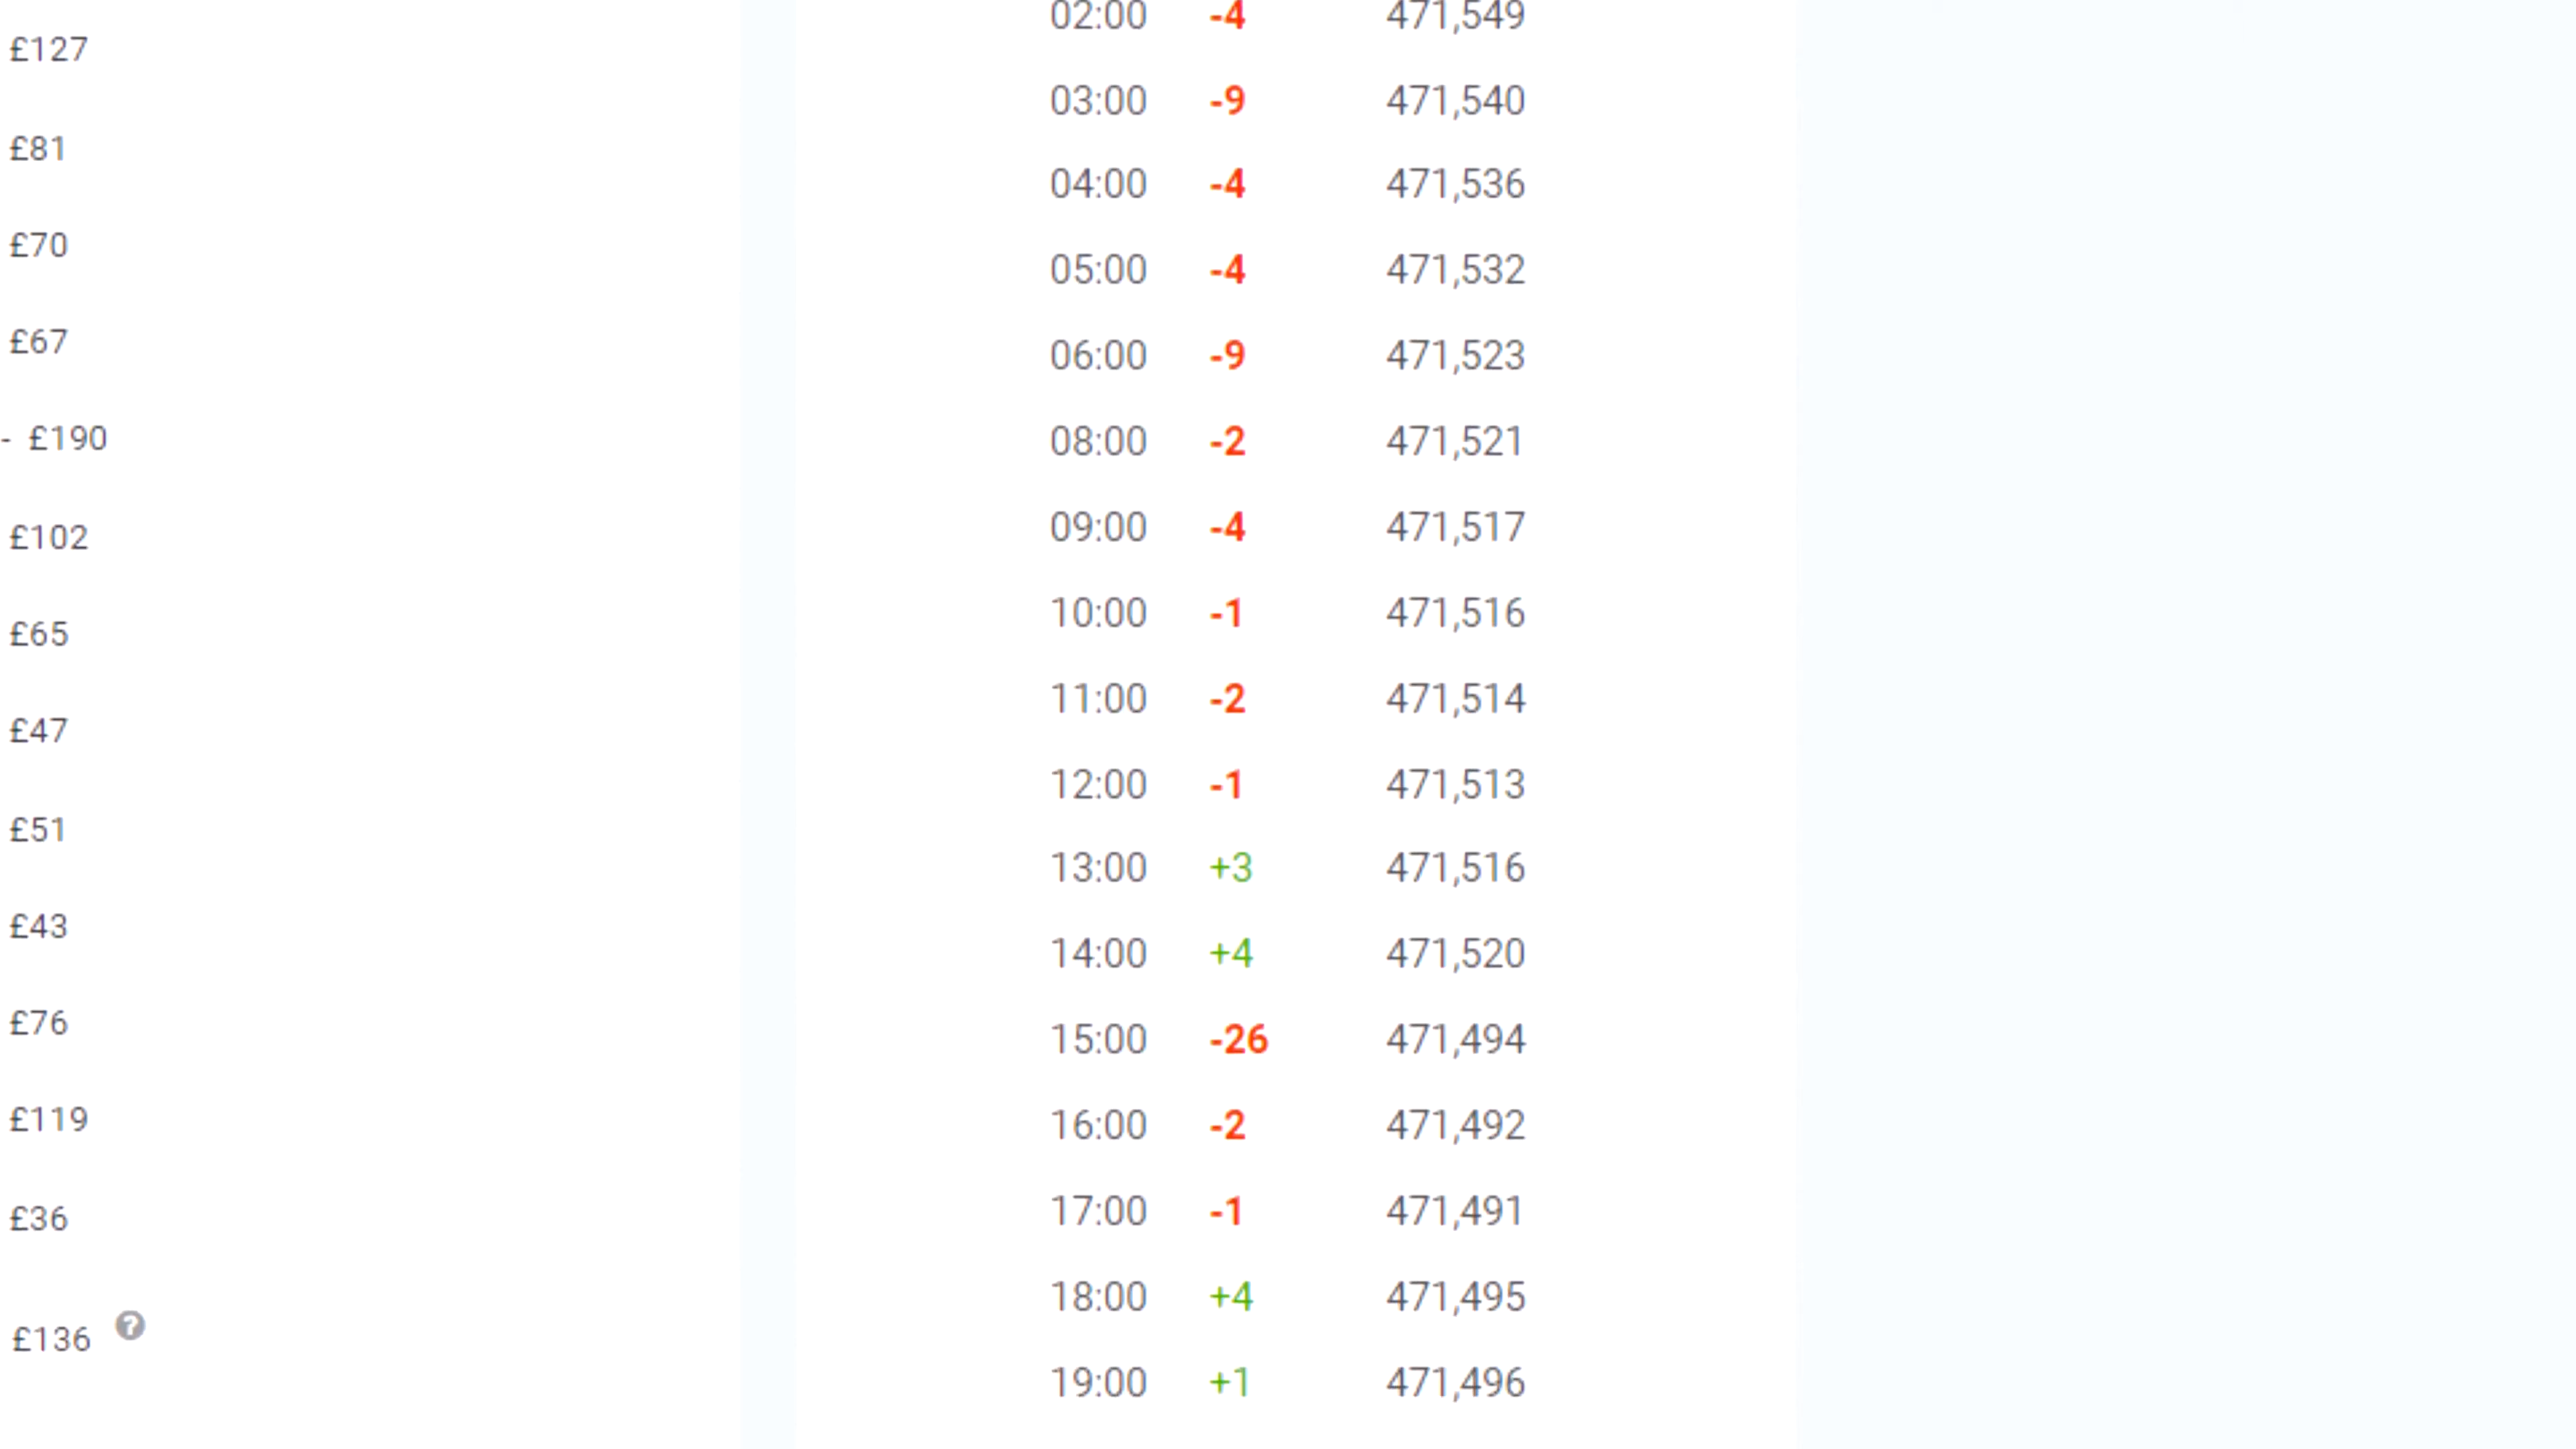 £127
£81
£70
£67
- £190
£102
£65
£47
£51
£43
£76
£119
£36
£136 ?
02:00 -4 471,549
03:00 -9 471,540
04:00 -4 471,536
05:00 -4 471,532
06:00 -9 471,523
08:00 -2 471,521
09:00 -4 471,517
10:00 -1 471,516
11:00 -2 471,514
12:00 -1 471,513
13:00 +3 471,516
14:00 +4 471,520
15:00 -26 471,494
16:00 -2 471,492
17:00 -1 471,491
18:00 +4 471,495
19:00 +1 471,496